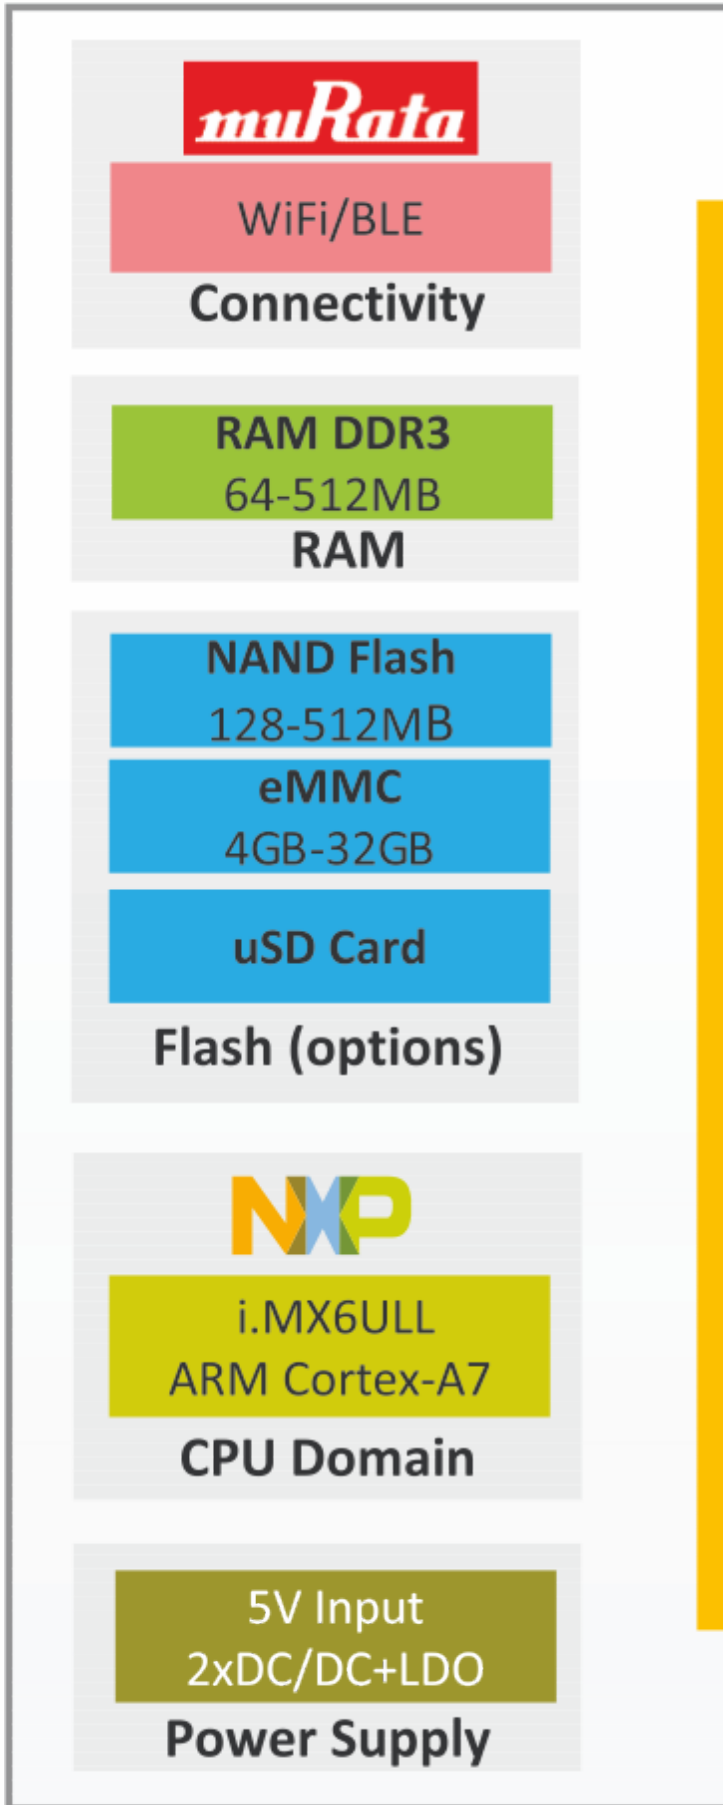 muRata
WiFi/BLE
Connectivity
RAM DDR3
64-512MB
RAM
NAND Flash
128-512MB
eMMC
4GB-32GB
uSD Card
Flash (options)
NXP
i.MX6ULL
ARM Cortex-A7
CPU Domain
5V Input
2xDC/DC+LDO
Power Supply